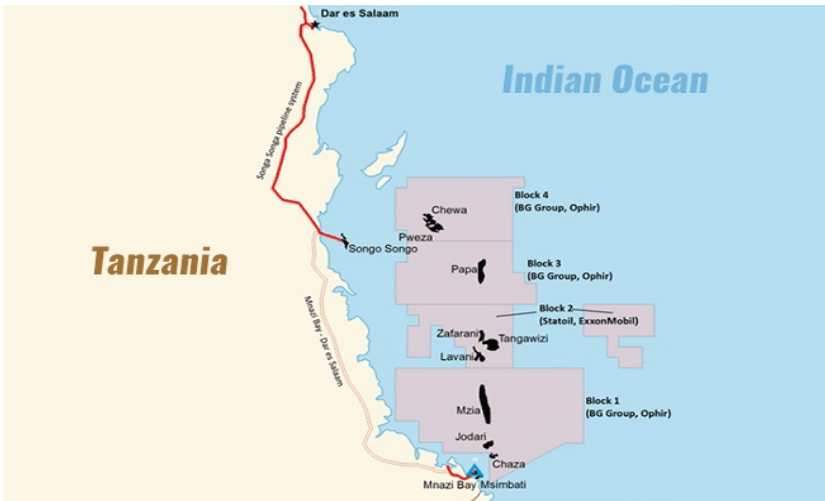 Dar es Salaam
Indian Ocean
Songa Songa pipeline system
Block 4
(BG Group, Ophir)
Chewa
Pweza
Songo Songo
Tanzania
Block 3
(BG Group, Ophir)
Papa
Block 2
(Statoil, ExxonMobil)
Mnazi Bay - Dar es Salaam
Zafarani
Tangawizi
Lavani
Block 1
(BG Group, Ophir)
Mzia
Jodari
Chaza
Mnazi Bay Msimbati